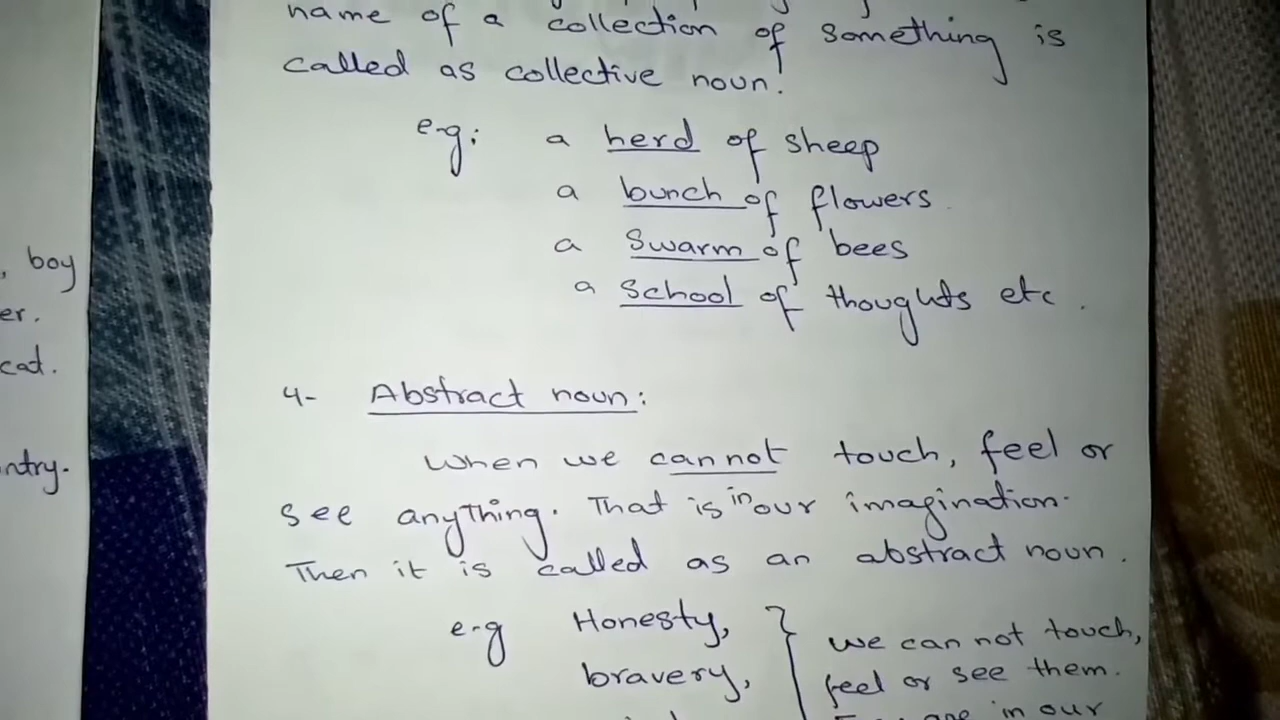 name of a collection of something is
called as collective noun.
e.g: a herd of sheep
a bunch of flowers
a swarm of bees
a school of thoughts etc.
4- Abstract noun:
When we cannot touch, feel or
see anything. That is in our imagination.
Then it is called as an abstract noun.
e-g Honesty,
bravery,
we can not touch,
feel or see them.
in our
, boy
er.
cat.
ntry.